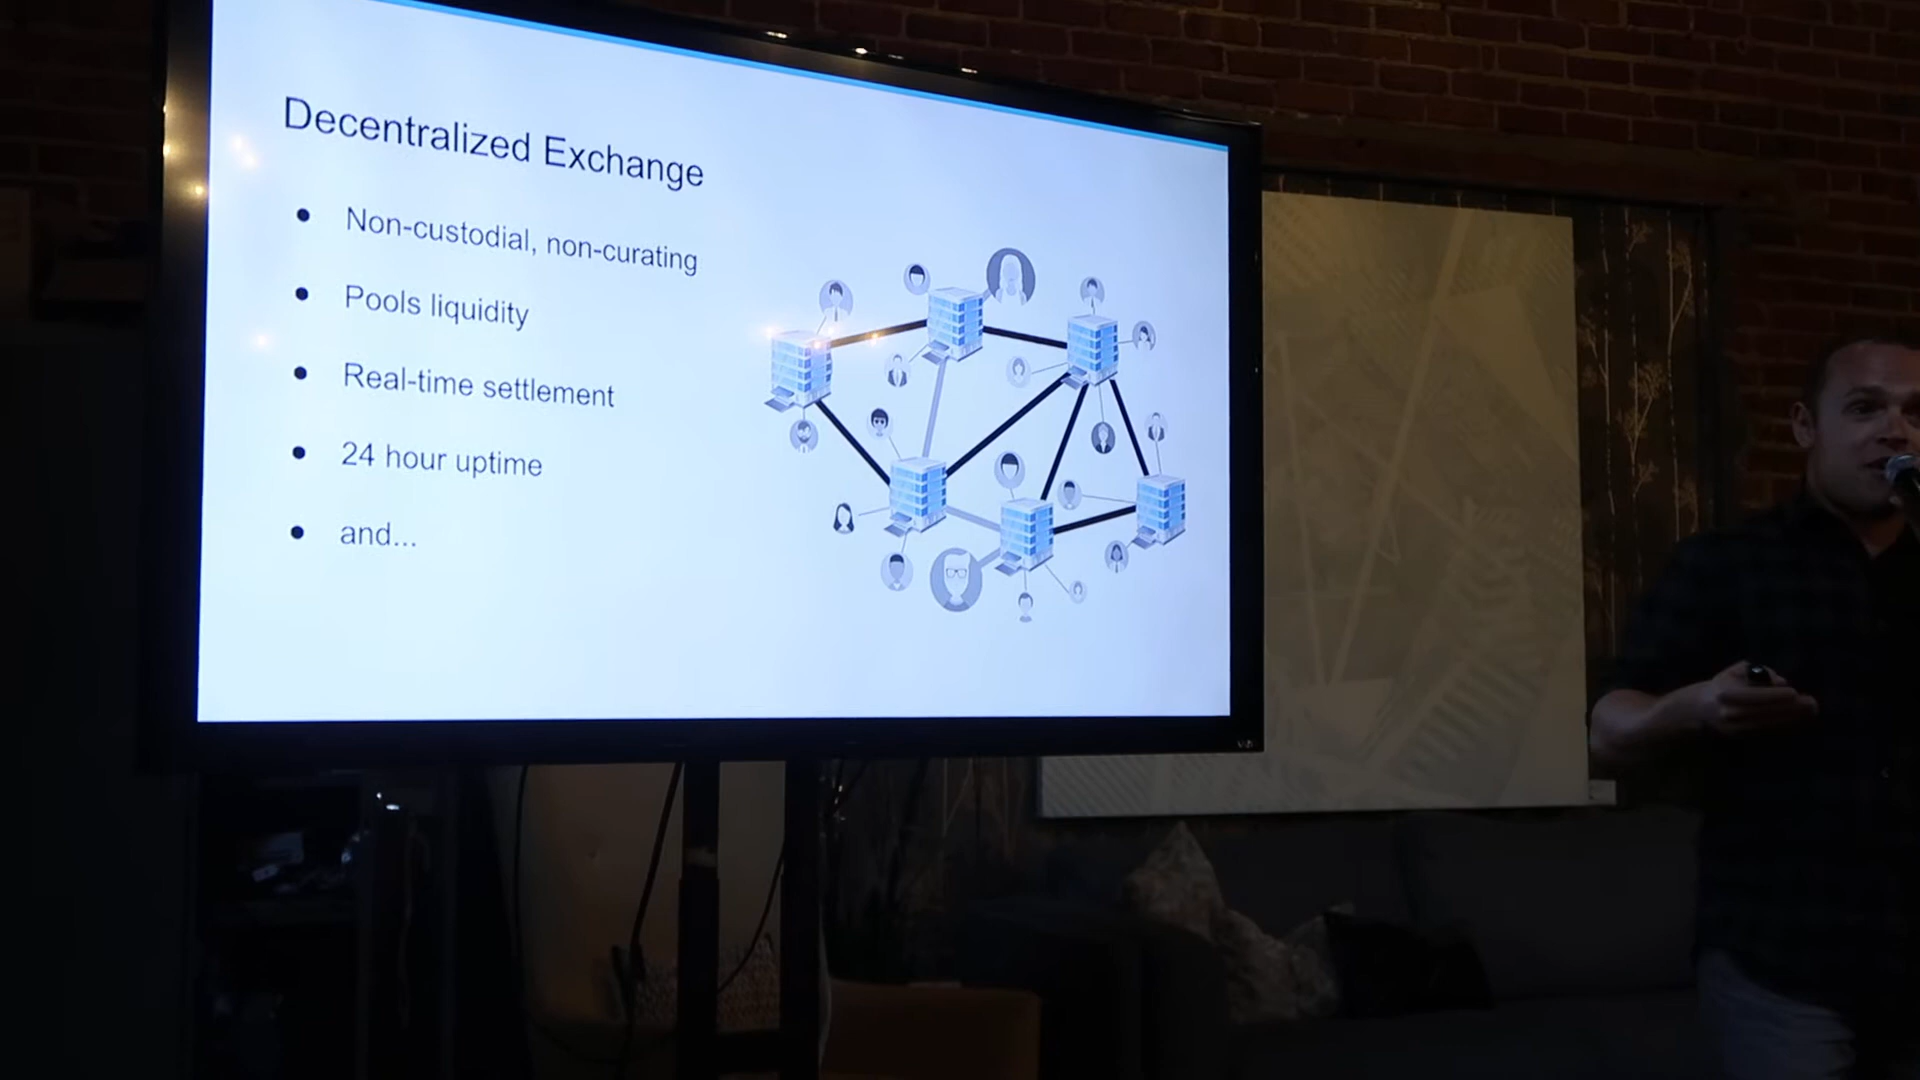 Decentralized Exchange
Non-custodial, non-curating
Pools liquidity
Real-time settlement
24 hour uptime
and...